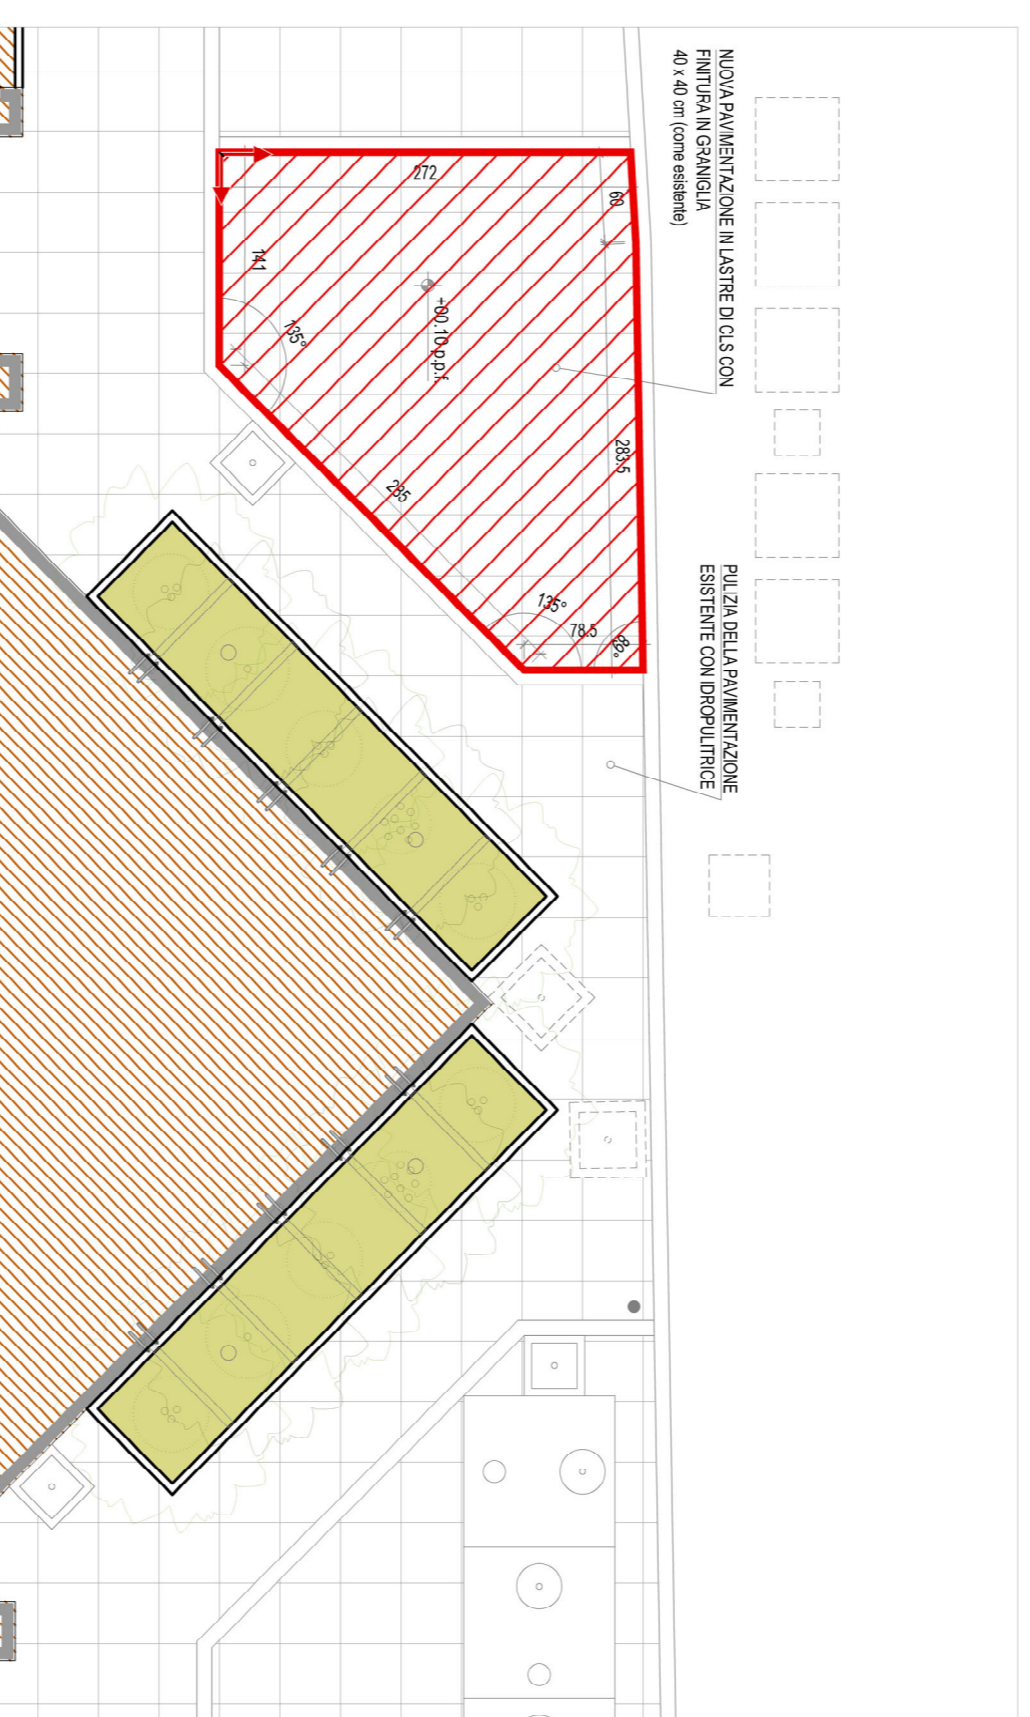 NUOVA PAVIMENTAZIONE IN LASTRE DI CLS CON
FINITURA IN GRANIGLIA
40 x 40 cm (come esistente)
PULIZIA DELLA PAVIMENTAZIONE
ESISTENTE CON IDROPULITRICE
272
60
141
135°
+00.10 p.p.f.
283.5
285
135°
78.5
89°